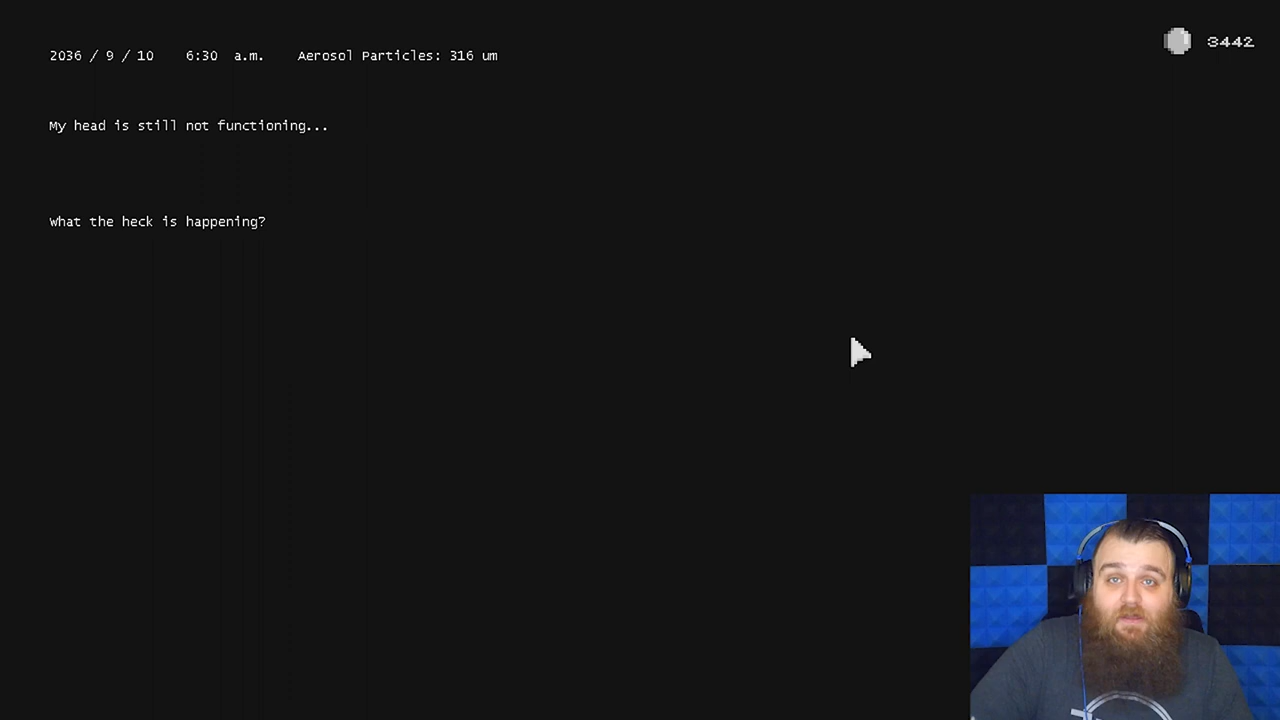 2036 / 9 / 10 6:30 a.m. Aerosol Particles: 316 um
3442
My head is still not functioning...
What the heck is happening?